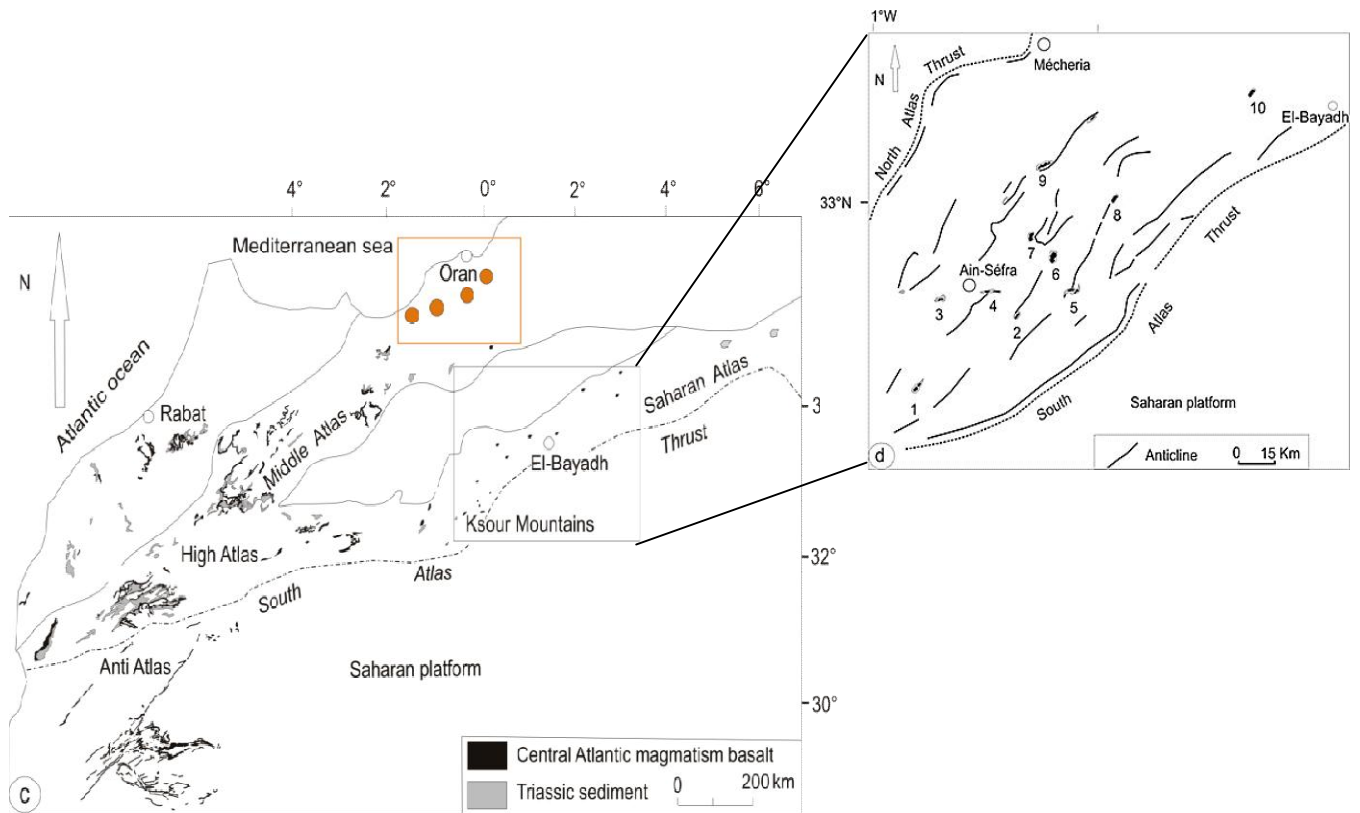 4°
2°
0°
2°
4°
6°
Mediterranean sea
N
Oran
Atlantic ocean
Rabat
Middle Atlas
Saharan Atlas
Thrust
3
El-Bayadh
Ksour Mountains
High Atlas
32°
South Atlas
Anti Atlas
Saharan platform
30°
Central Atlantic magmatism basalt
Triassic sediment
0 200 km
C
1°W
N
North Atlas Thrust
Mécheria
10
El-Bayadh
9
33°N
8
7
6
Ain-Séfra
3
4
2
5
Thrust
Atlas
South
1
Saharan platform
Anticline
0 15 Km
d